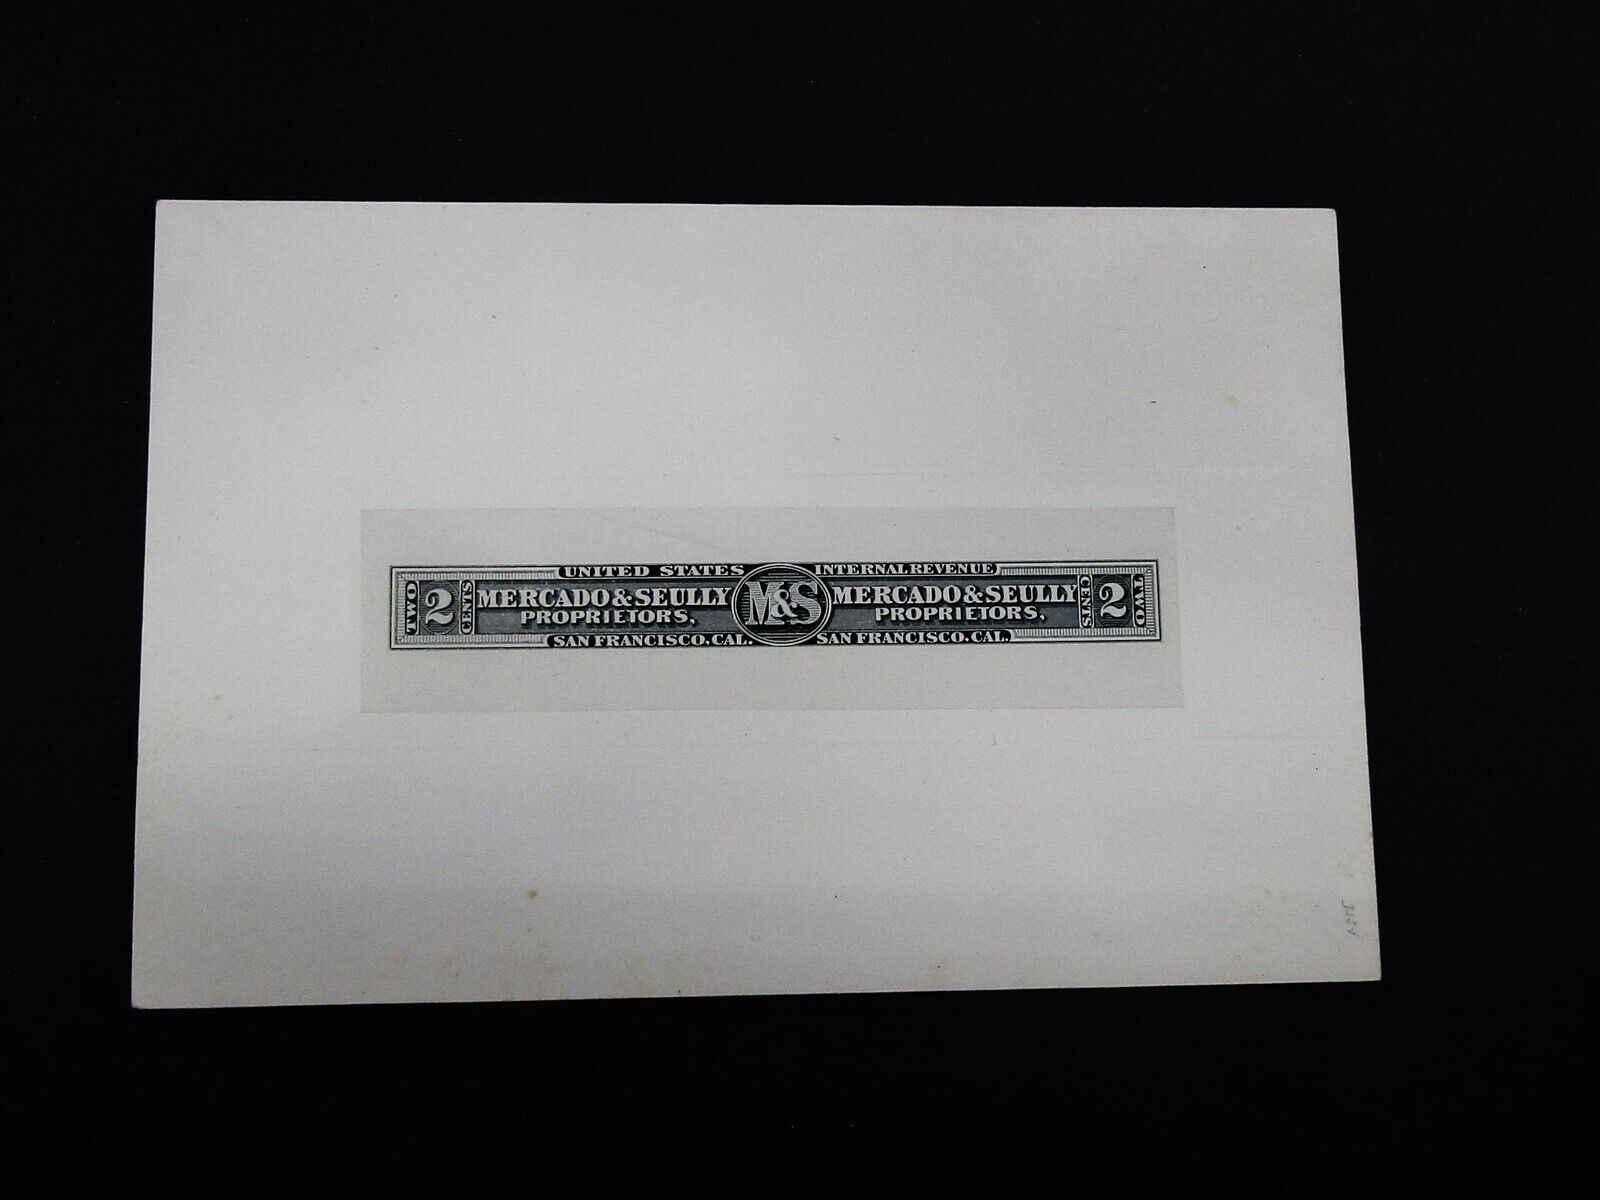 UNITED STATES INTERNAL REVENUE
TWO 2 CENTS MERCADO & SEULLY M&S MERCADO & SEULLY CENTS 2 TWO
PROPRIETORS, PROPRIETORS,
SAN FRANCISCO. CAL. SAN FRANCISCO. CAL.